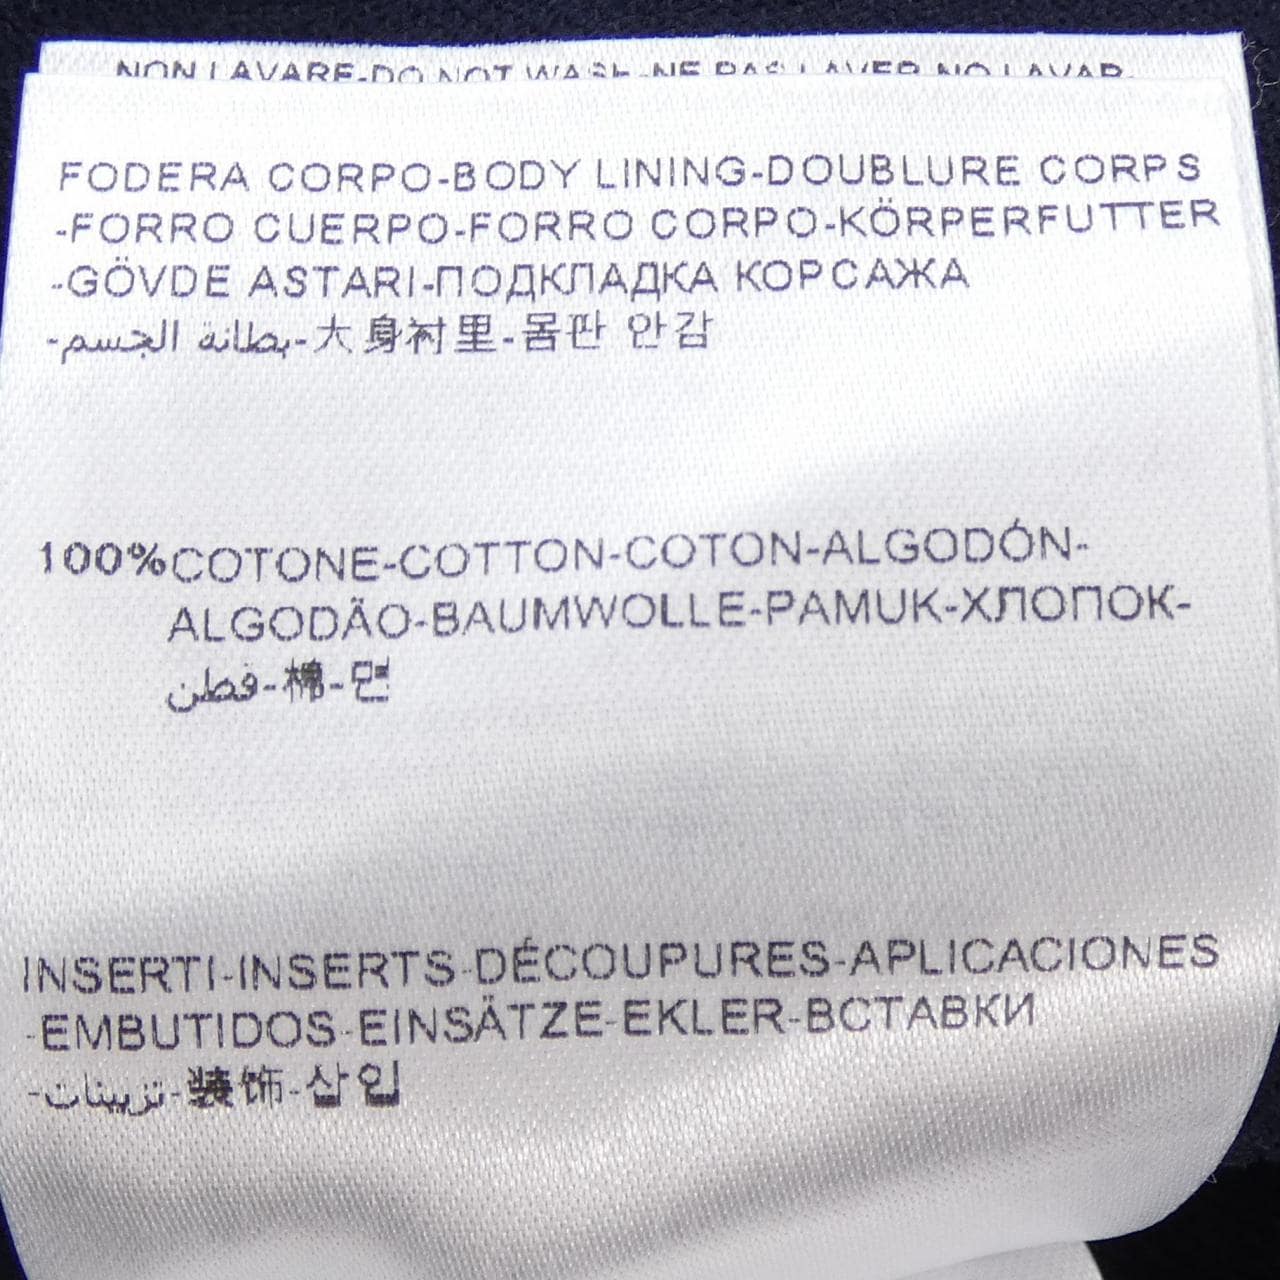 NON LAVARE-DO NOT WASH-NE PAS LAVER-NO LAVAR-
FODERA CORPO-BODY LINING-DOUBLURE CORPS
-FORRO CUERPO-FORRO CORPO-KÖRPERFUTTER
-GÖVDE ASTARI-ПОДКЛАДКА КОРСАЖА
-بطانة الجسم-大身衬里-몸판 안감
100%COTONE-COTTON-COTON-ALGODÓN-
ALGODÃO-BAUMWOLLE-PAMUK-ХЛОПОК-
قطن-棉-면
INSERTI-INSERTS-DÉCOUPURES-APLICACIONES
-EMBUTIDOS-EINSÄTZE-EKLER-ВСТАВКИ
-تزيينات-装饰-삽입